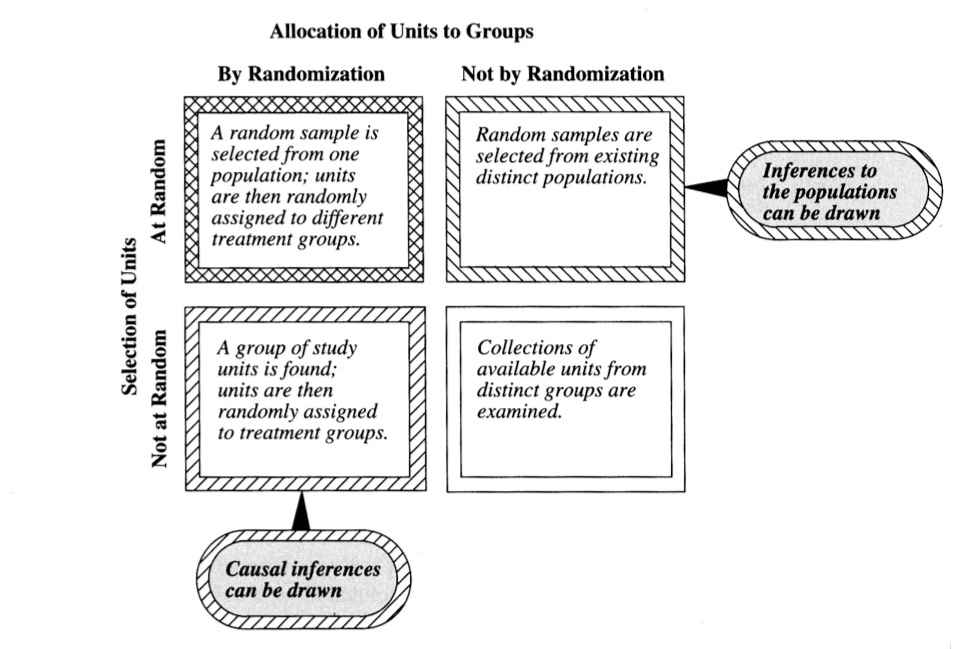 Allocation of Units to Groups
By Randomization
Not by Randomization
Selection of Units
At Random
A random sample is
selected from one
population; units
are then randomly
assigned to different
treatment groups.
Random samples are
selected from existing
distinct populations.
Inferences to
the populations
can be drawn
Not at Random
A group of study
units is found;
units are then
randomly assigned
to treatment groups.
Collections of
available units from
distinct groups are
examined.
Causal inferences
can be drawn